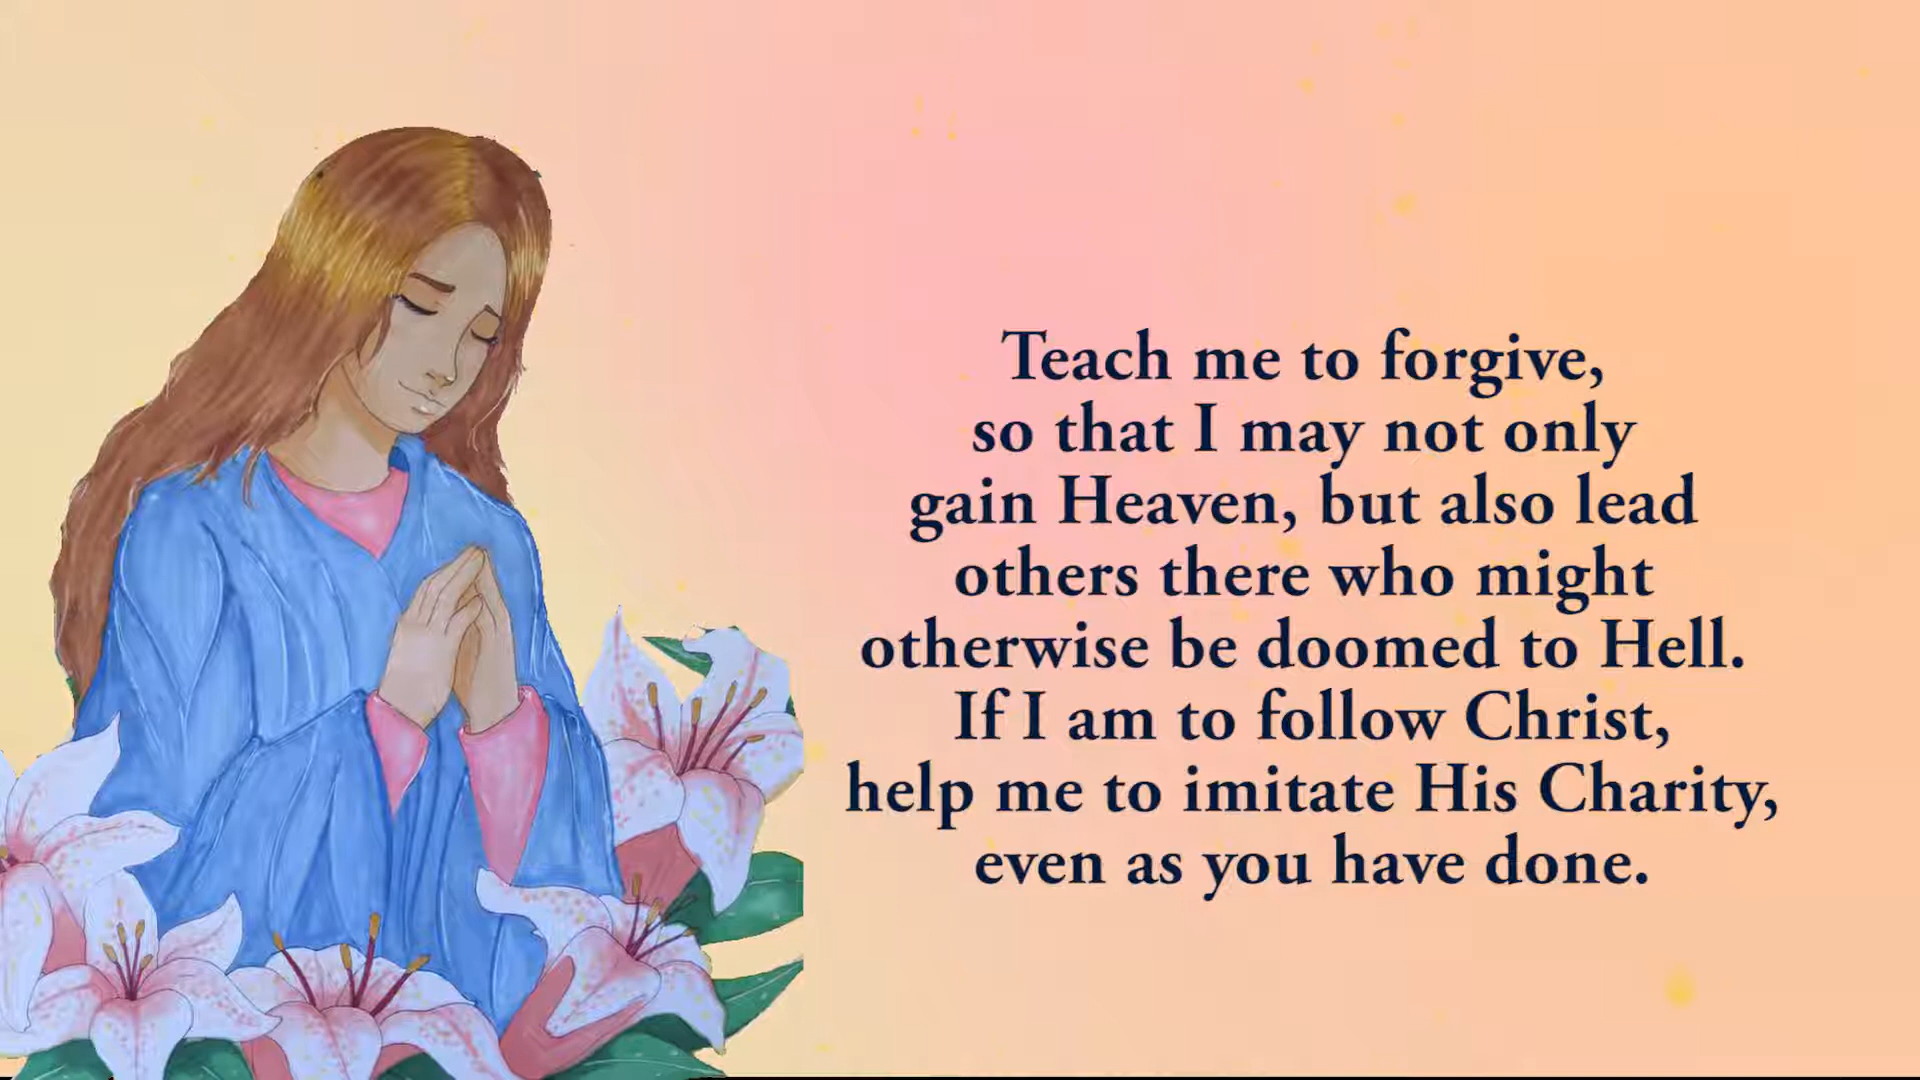 Teach me to forgive,
so that I may not only
gain Heaven, but also lead
others there who might
otherwise be doomed to Hell.
If I am to follow Christ,
help me to imitate His Charity,
even as you have done.